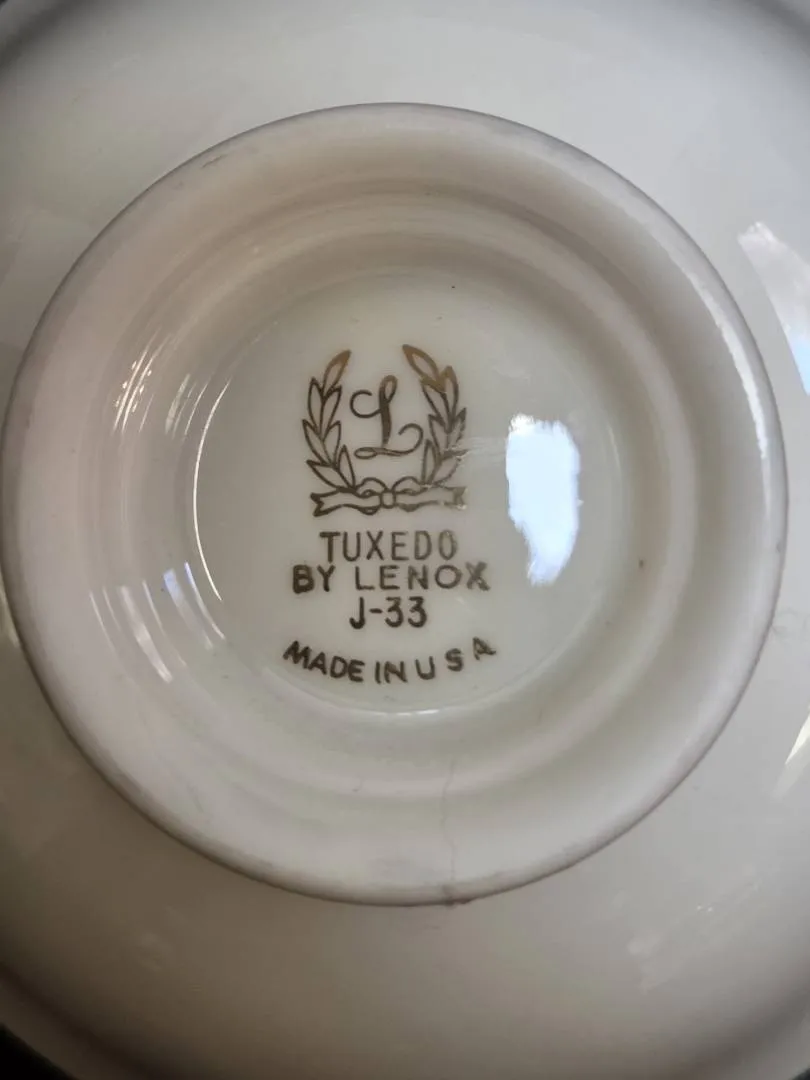 L
TUXEDO
BY LENOX
J-33
MADE IN USA